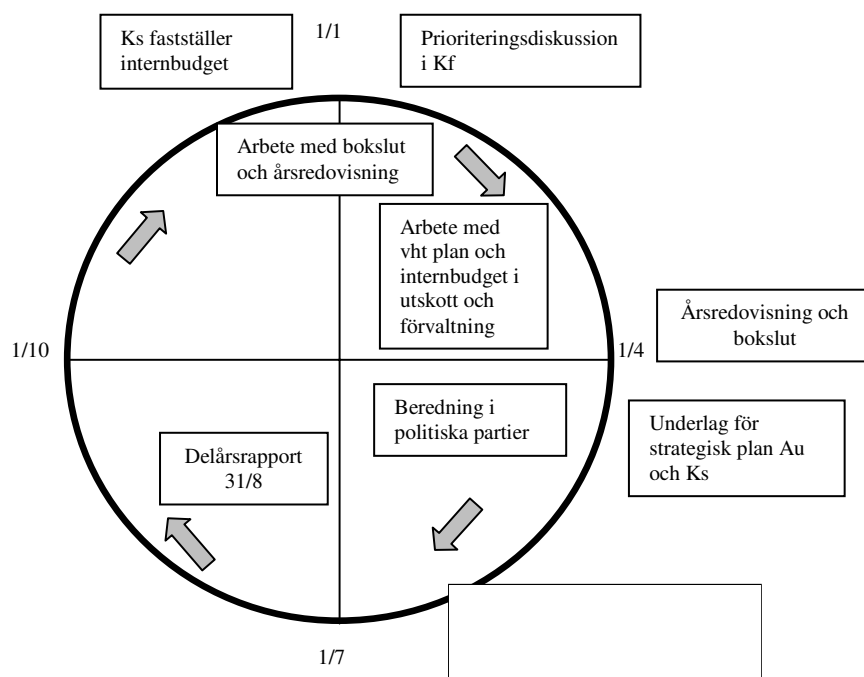 Ks fastställer
internbudget
1/1
Prioriteringsdiskussion
i Kf
Arbete med bokslut
och årsredovisning
Arbete med
vht plan och
internbudget i
utskott och
förvaltning
Årsredovisning och
bokslut
1/10
1/4
Beredning i
politiska partier
Underlag för
strategisk plan Au
och Ks
Delårsrapport
31/8
1/7